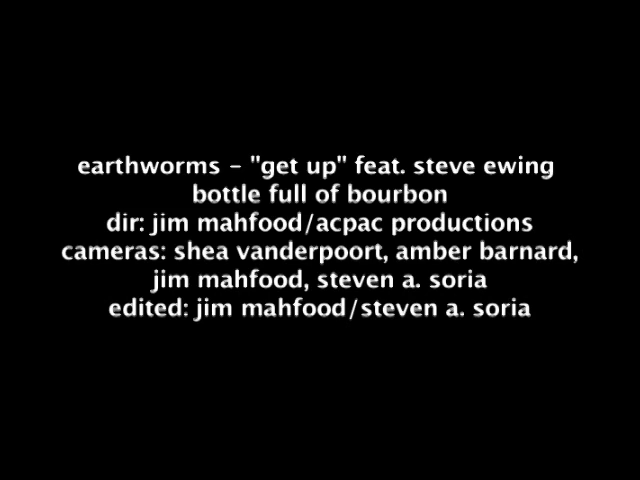 earthworms - "get up" feat. steve ewing
bottle full of bourbon
dir: jim mahfood/acpac productions
cameras: shea vanderpoort, amber barnard,
jim mahfood, steven a. soria
edited: jim mahfood/steven a. soria